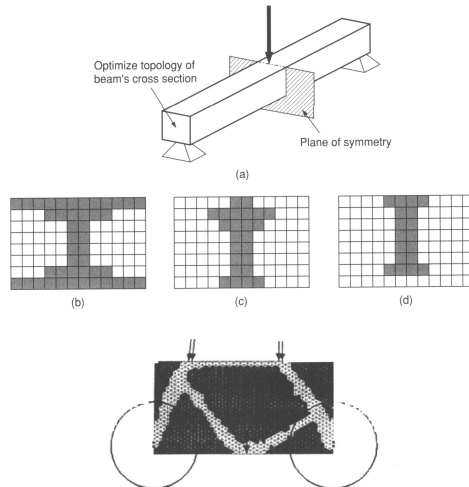 Optimize topology of
beam's cross section
Plane of symmetry
(a)
(b)
(c)
(d)